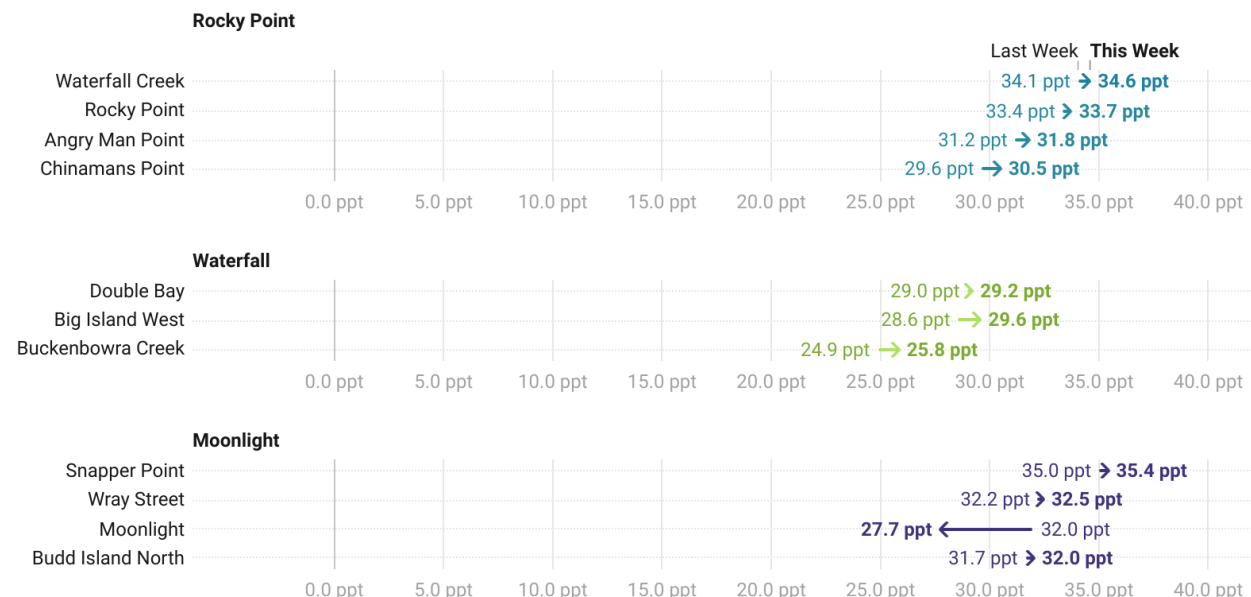 Rocky Point
Last Week This Week
Waterfall Creek 34.1 ppt 34.6 ppt
Rocky Point 33.4 ppt 33.7 ppt
Angry Man Point 31.2 ppt 31.8 ppt
Chinamans Point 29.6 ppt 30.5 ppt
0.0 ppt 5.0 ppt 10.0 ppt 15.0 ppt 20.0 ppt 25.0 ppt 30.0 ppt 35.0 ppt 40.0 ppt
Waterfall
Double Bay 29.0 ppt 29.2 ppt
Big Island West 28.6 ppt 29.6 ppt
Buckenbowra Creek 24.9 ppt 25.8 ppt
0.0 ppt 5.0 ppt 10.0 ppt 15.0 ppt 20.0 ppt 25.0 ppt 30.0 ppt 35.0 ppt 40.0 ppt
Moonlight
Snapper Point 35.0 ppt 35.4 ppt
Wray Street 32.2 ppt 32.5 ppt
Moonlight 27.7 ppt 32.0 ppt
Budd Island North 31.7 ppt 32.0 ppt
0.0 ppt 5.0 ppt 10.0 ppt 15.0 ppt 20.0 ppt 25.0 ppt 30.0 ppt 35.0 ppt 40.0 ppt